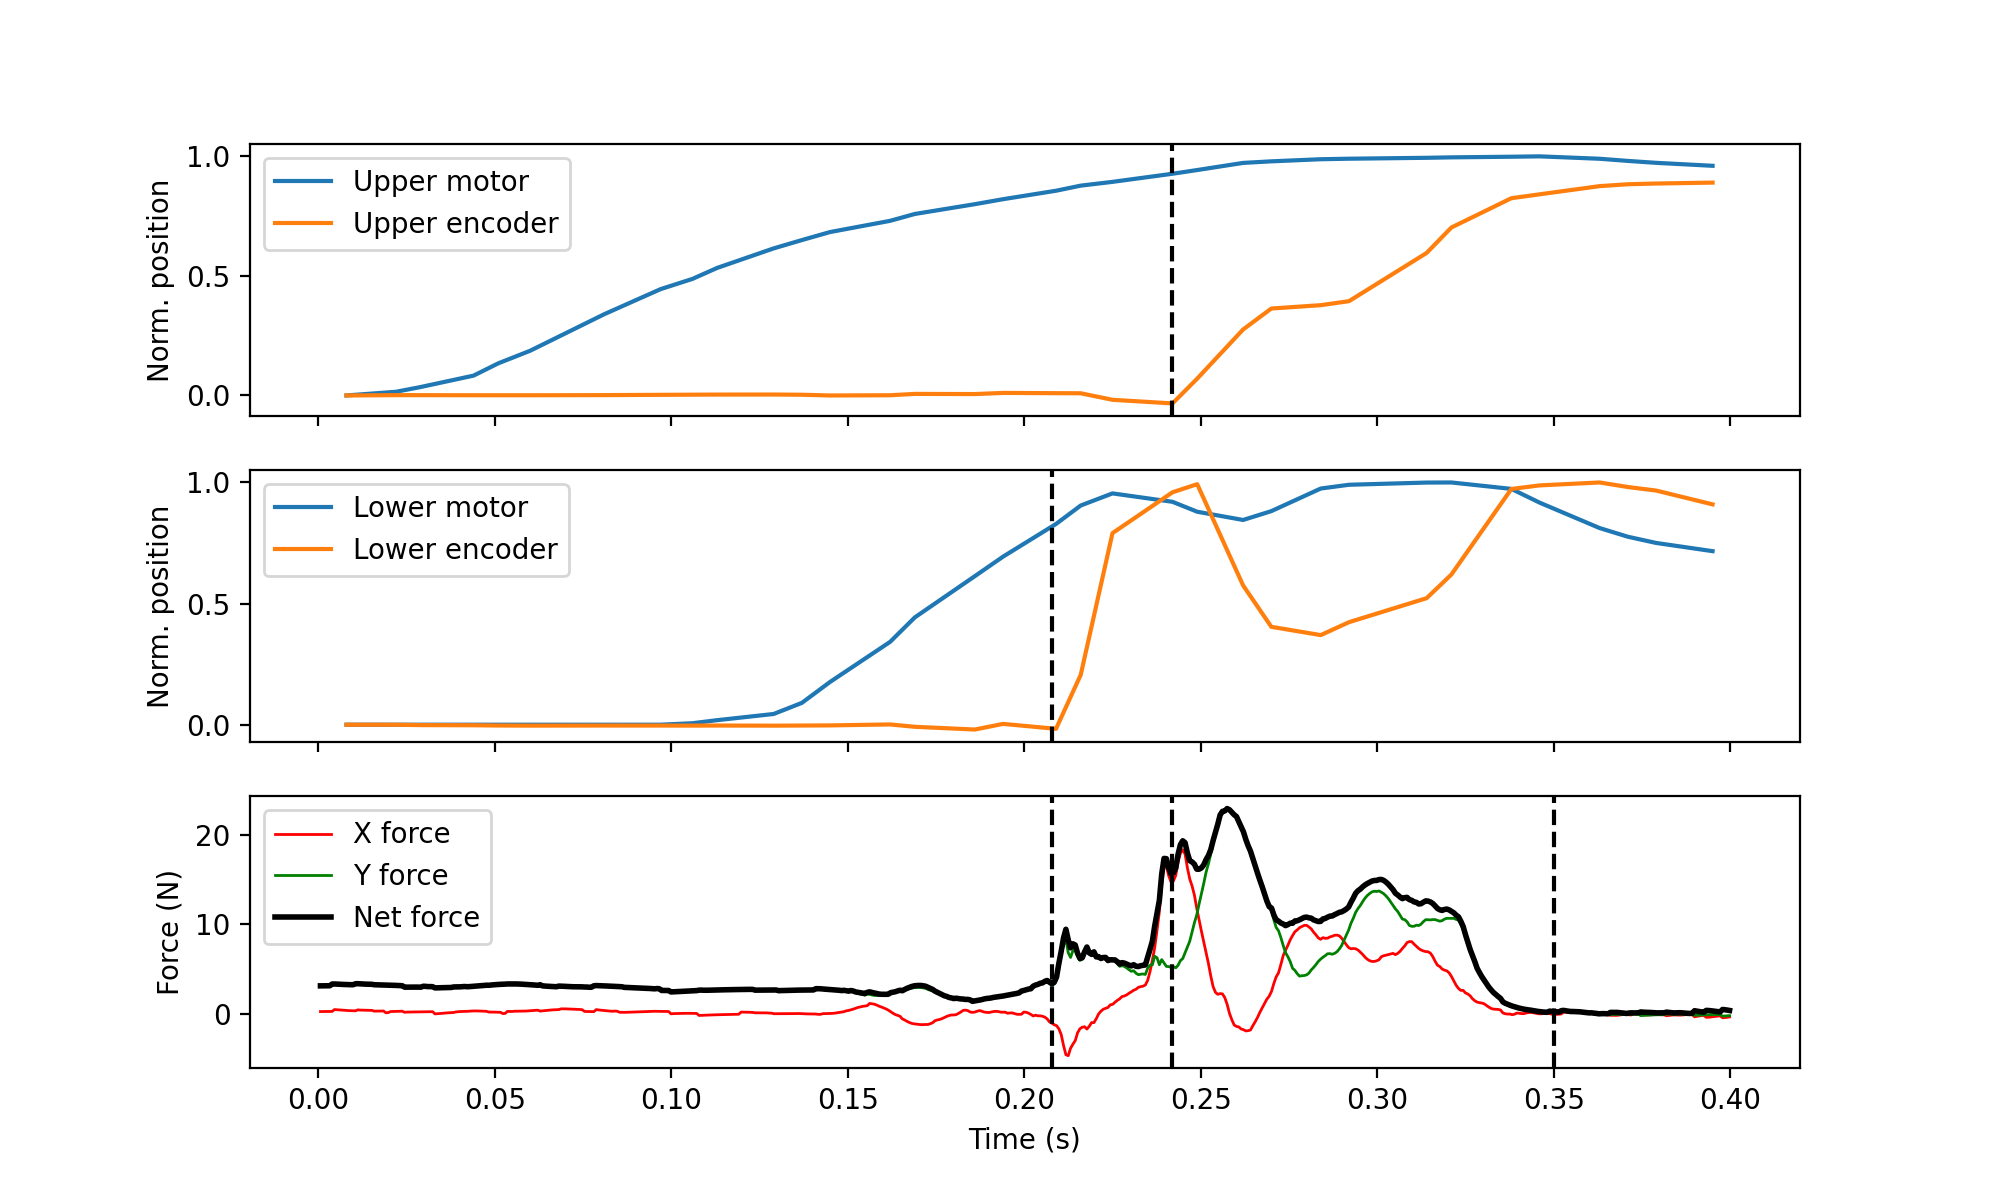 1.0
0.5
0.0
Norm. position
Upper motor
Upper encoder
1.0
0.5
0.0
Norm. position
Lower motor
Lower encoder
20
10
0
Force (N)
X force
Y force
Net force
0.00 0.05 0.10 0.15 0.20 0.25 0.30 0.35 0.40
Time (s)